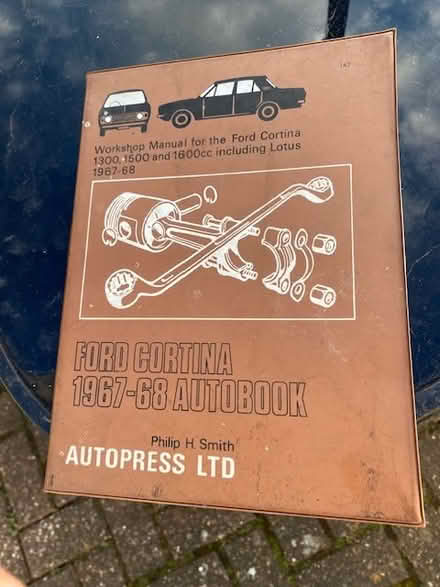 Workshop Manual for the Ford Cortina
1300, 1500 and 1600cc including Lotus
1967-68
FORD CORTINA
1967-68 AUTOBOOK
Philip H. Smith
AUTOPRESS LTD